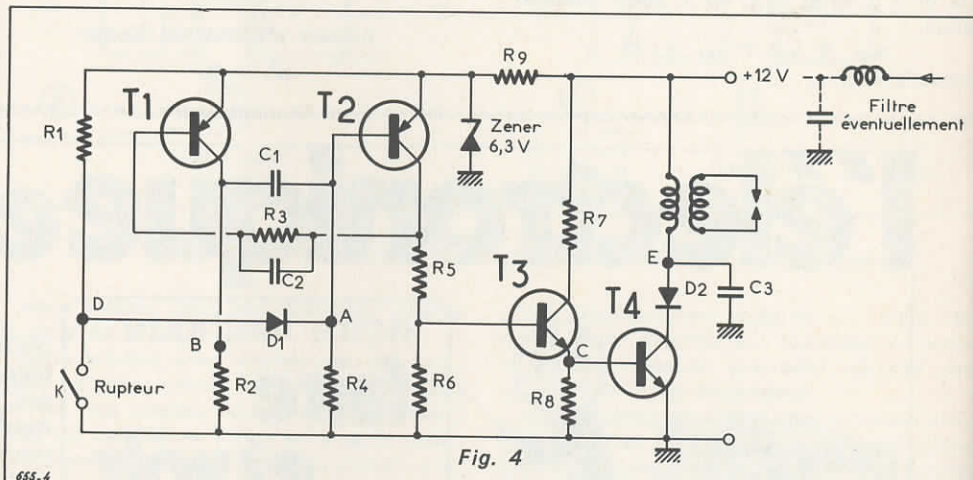 R9
+12 V
Filtre
éventuellement
T1
T2
R1
Zener
6,3 V
C1
R3
R7
C2
R5
E
D2
C3
T3
T4
D
A
B
D1
C
K
Rupteur
R2
R4
R6
R8
Fig. 4
655-4